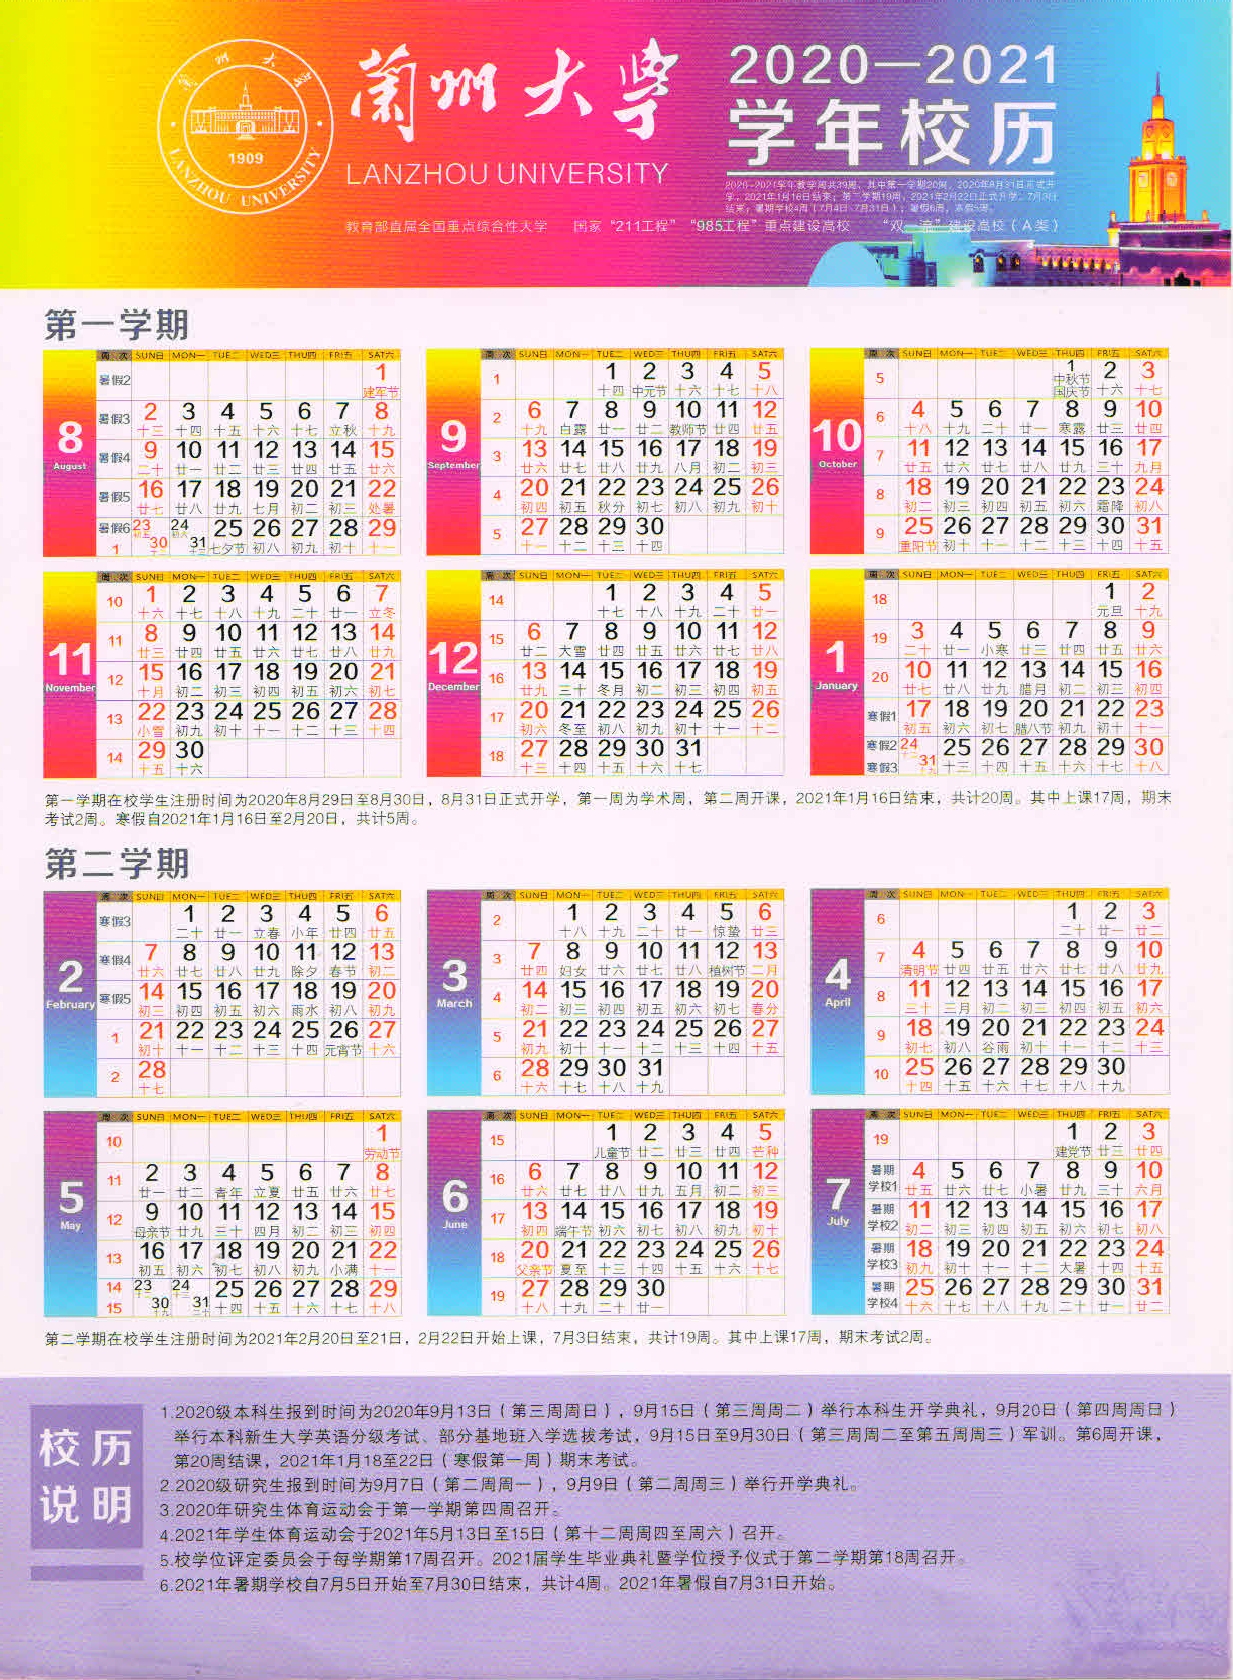 兰州大学
1909
LANZHOU UNIVERSITY
兰州大学
LANZHOU UNIVERSITY
2020—2021
学年校历
2020-2021学年教学周共39周,其中第一学期20周,2020年8月31日正式开
学,2021年1月16日结束;第二学期19周,2021年2月22日正式开学,7月3日
结束;暑期学校4周(7月4日-7月31日);
教育部直属全国重点综合性大学 国家“211工程” “985工程”重点建设高校 “双一流”建设高校(A类)
第一学期
8 August
周次 SUN日 MON一 TUE二 WED三 THU四 FRI五 SAT六
暑假2 1
建军节
暑假3 2 3 4 5 6 7 8
十三 十四 十五 十六 十七 立秋 十九
暑假4 9 10 11 12 13 14 15
二十 廿一 廿二 廿三 廿四 廿五 廿六
暑假5 16 17 18 19 20 21 22
廿七 廿八 廿九 七月 初二 初三 处暑
暑假6 23 24 25 26 27 28 29
初五 初六 七夕节 初八 初九 初十 十一
1 30 31
十二 十三
9 September
周次 SUN日 MON一 TUE二 WED三 THU四 FRI五 SAT六
1 1 2 3 4 5
十四 中元节 十六 十七 十八
2 6 7 8 9 10 11 12
十九 白露 廿一 廿二 教师节 廿四 廿五
3 13 14 15 16 17 18 19
廿六 廿七 廿八 廿九 八月 初二 初三
4 20 21 22 23 24 25 26
初四 初五 秋分 初七 初八 初九 初十
5 27 28 29 30
十一 十二 十三 十四
10 October
周次 SUN日 MON一 TUE二 WED三 THU四 FRI五 SAT六
5 1 2 3
中秋节 国庆节 十六 十七
6 4 5 6 7 8 9 10
十八 十九 二十 廿一 寒露 廿三 廿四
7 11 12 13 14 15 16 17
廿五 廿六 廿七 廿八 廿九 三十 九月
8 18 19 20 21 22 23 24
初二 初三 初四 初五 初六 霜降 初八
9 25 26 27 28 29 30 31
重阳节 初十 十一 十二 十三 十四 十五
11 November
周次 SUN日 MON一 TUE二 WED三 THU四 FRI五 SAT六
10 1 2 3 4 5 6 7
十六 十七 十八 十九 二十 廿一 立冬
11 8 9 10 11 12 13 14
廿三 廿四 廿五 廿六 廿七 廿八 廿九
12 15 16 17 18 19 20 21
十月 初二 初三 初四 初五 初六 初七
13 22 23 24 25 26 27 28
小雪 初九 初十 十一 十二 十三 十四
14 29 30
十五 十六
12 December
周次 SUN日 MON一 TUE二 WED三 THU四 FRI五 SAT六
14 1 2 3 4 5
十七 十八 十九 二十 廿一
15 6 7 8 9 10 11 12
廿二 大雪 廿四 廿五 廿六 廿七 廿八
16 13 14 15 16 17 18 19
廿九 三十 冬月 初二 初三 初四 初五
17 20 21 22 23 24 25 26
初六 冬至 初八 初九 初十 十一 十二
18 27 28 29 30 31
十三 十四 十五 十六 十七
1 January
周次 SUN日 MON一 TUE二 WED三 THU四 FRI五 SAT六
18 1 2
元旦 十九
19 3 4 5 6 7 8 9
二十 廿一 小寒 廿三 廿四 廿五 廿六
20 10 11 12 13 14 15 16
廿七 廿八 廿九 腊月 初二 初三 初四
寒假1 17 18 19 20 21 22 23
初五 初六 初七 腊八节 初九 初十 十一
寒假2 24 25 26 27 28 29 30
十二 十三 十四 十五 十六 十七 十八
寒假3 31
十九
第一学期在校学生注册时间为2020年8月29日至8月30日,8月31日正式开学,第一周为学术周,第二周开课,2021年1月16日结束,共计20周。其中上课17周,期末
考试2周。寒假自2021年1月16日至2月20日,共计5周。
第二学期
2 February
周次 SUN日 MON一 TUE二 WED三 THU四 FRI五 SAT六
寒假3 1 2 3 4 5 6
二十 廿一 立春 小年 廿四 廿五
寒假4 7 8 9 10 11 12 13
廿六 廿七 廿八 廿九 除夕 春节 初二
寒假5 14 15 16 17 18 19 20
初三 初四 初五 初六 雨水 初八 初九
1 21 22 23 24 25 26 27
初十 十一 十二 十三 十四 元宵节 十六
2 28
十七
3 March
周次 SUN日 MON一 TUE二 WED三 THU四 FRI五 SAT六
2 1 2 3 4 5 6
十八 十九 二十 廿一 惊蛰 廿三
3 7 8 9 10 11 12 13
廿四 妇女 廿六 廿七 廿八 植树节 二月
4 14 15 16 17 18 19 20
初二 初三 初四 初五 初六 初七 春分
5 21 22 23 24 25 26 27
初九 初十 十一 十二 十三 十四 十五
6 28 29 30 31
十六 十七 十八 十九
4 April
周次 SUN日 MON一 TUE二 WED三 THU四 FRI五 SAT六
6 1 2 3
二十 廿一 廿二
7 4 5 6 7 8 9 10
清明节 廿四 廿五 廿六 廿七 廿八 廿九
8 11 12 13 14 15 16 17
三十 三月 初二 初三 初四 初五 初六
9 18 19 20 21 22 23 24
初七 初八 谷雨 初十 十一 十二 十三
10 25 26 27 28 29 30
十四 十五 十六 十七 十八 十九
5 May
周次 SUN日 MON一 TUE二 WED三 THU四 FRI五 SAT六
10 1
劳动节
11 2 3 4 5 6 7 8
廿一 廿二 青年 立夏 廿五 廿六 廿七
12 9 10 11 12 13 14 15
母亲节 廿九 三十 四月 初二 初三 初四
13 16 17 18 19 20 21 22
初五 初六 初七 初八 初九 小满 十一
14 23 24 25 26 27 28 29
十二 十三 十四 十五 十六 十七 十八
15 30 31
十九 二十
6 June
周次 SUN日 MON一 TUE二 WED三 THU四 FRI五 SAT六
15 1 2 3 4 5
儿童节 廿二 廿三 廿四 芒种
16 6 7 8 9 10 11 12
廿六 廿七 廿八 廿九 五月 初二 初三
17 13 14 15 16 17 18 19
初四 端午节 初六 初七 初八 初九 初十
18 20 21 22 23 24 25 26
父亲节 夏至 十三 十四 十五 十六 十七
19 27 28 29 30
十八 十九 二十 廿一
7 July
周次 SUN日 MON一 TUE二 WED三 THU四 FRI五 SAT六
19 1 2 3
建党节 廿三 廿四
暑期学校1 4 5 6 7 8 9 10
廿五 廿六 廿七 小暑 廿九 三十 六月
暑期学校2 11 12 13 14 15 16 17
初二 初三 初四 初五 初六 初七 初八
暑期学校3 18 19 20 21 22 23 24
初九 初十 十一 十二 大暑 十四 十五
暑期学校4 25 26 27 28 29 30 31
十六 十七 十八 十九 二十 廿一 廿二
第二学期在校学生注册时间为2021年2月20日至21日,2月22日开始上课,7月3日结束,共计19周。其中上课17周,期末考试2周。
校历
说明
1.2020级本科生报到时间为2020年9月13日(第三周周日),9月15日(第三周周二)举行本科生开学典礼,9月20日(第四周周日)
举行本科新生大学英语分级考试、部分基地班入学选拔考试,9月15日至9月30日(第三周周二至第五周周三)军训。第6周开课,
第20周结课,2021年1月18至22日(寒假第一周)期末考试。
2.2020级研究生报到时间为9月7日(第二周周一),9月9日(第二周周三)举行开学典礼。
3.2020年研究生体育运动会于第一学期第四周召开。
4.2021年学生体育运动会于2021年5月13日至15日(第十二周周四至周六)召开。
5.校学位评定委员会于每学期第17周召开。2021届学生毕业典礼暨学位授予仪式于第二学期第18周召开。
6.2021年暑期学校自7月5日开始至7月30日结束,共计4周。2021年暑假自7月31日开始。